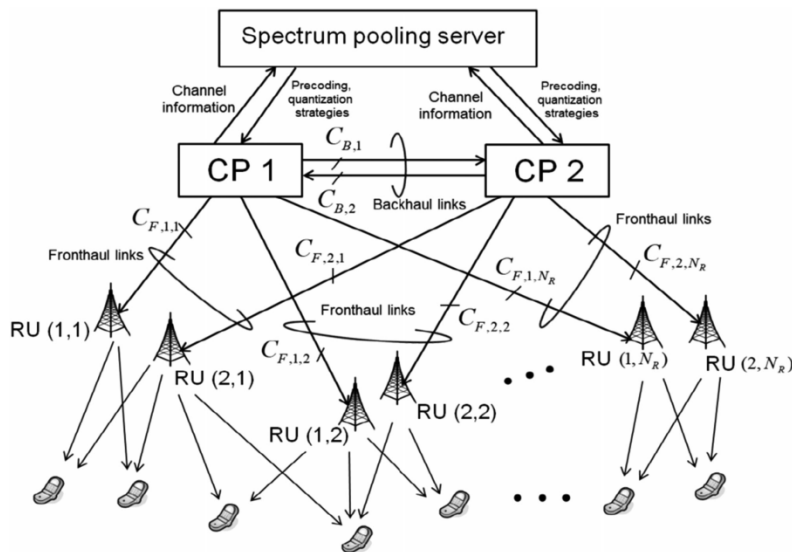 Spectrum pooling server
Channel
information
Precoding,
quantization
strategies
Channel
information
Precoding,
quantization
strategies
C_{B,1}
CP 1
CP 2
C_{B,2}
Backhaul links
C_{F,1,1}
Fronthaul links
C_{F,2,1}
C_{F,1,N_R}
Fronthaul links
C_{F,2,N_R}
Fronthaul links
C_{F,2,2}
C_{F,1,2}
RU (1,1)
RU (2,1)
RU (1,2)
RU (2,2)
RU (1,N_R)
RU (2,N_R)